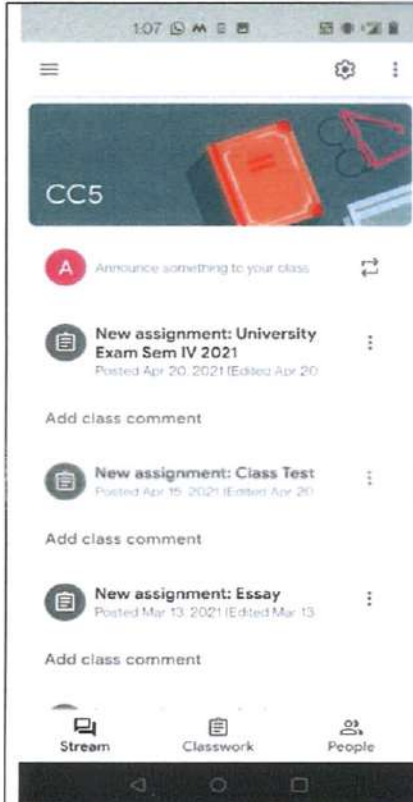 1:07
CC5
A
Announce something to your class
New assignment: University
Exam Sem IV 2021
Posted Apr 20, 2021 (Edited Apr 20
Add class comment
New assignment: Class Test
Posted Apr 15, 2021 (Edited Apr 20
Add class comment
New assignment: Essay
Posted Mar 13, 2021 (Edited Mar 13
Add class comment
Stream
Classwork
People